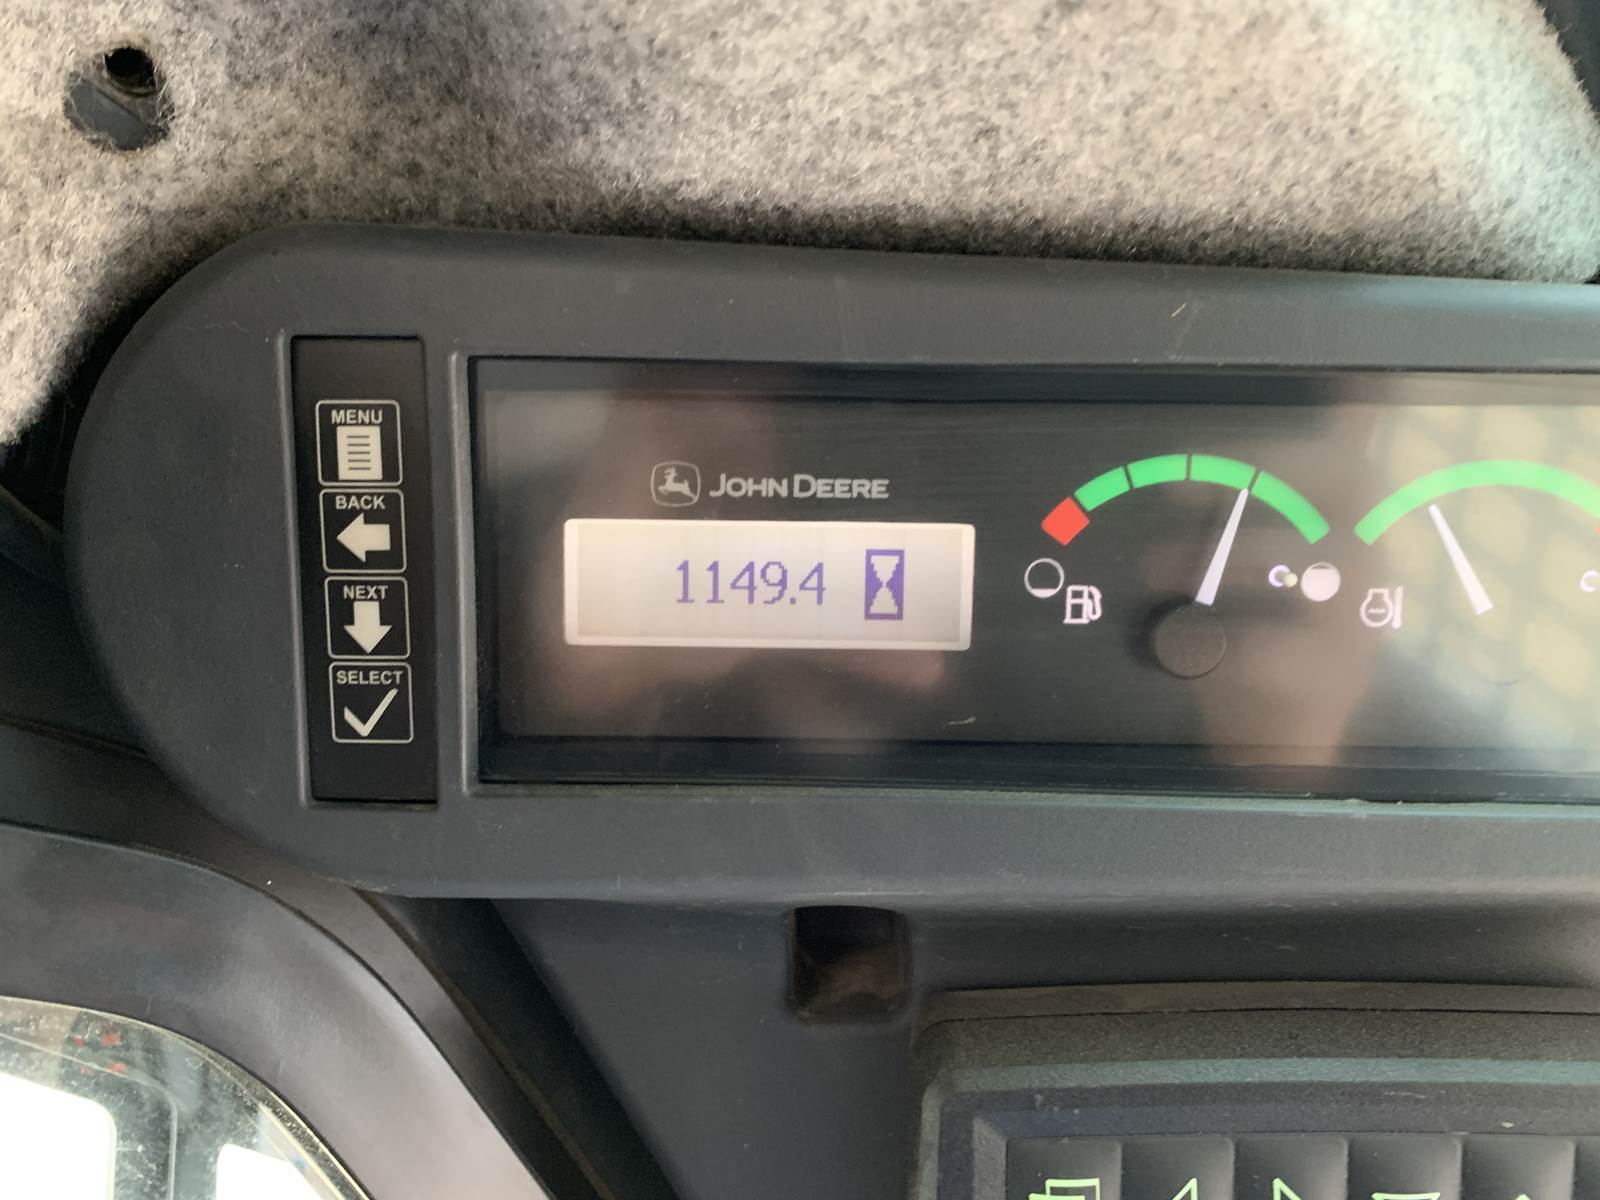 MENU
BACK
NEXT
SELECT
JOHN DEERE
1149.4